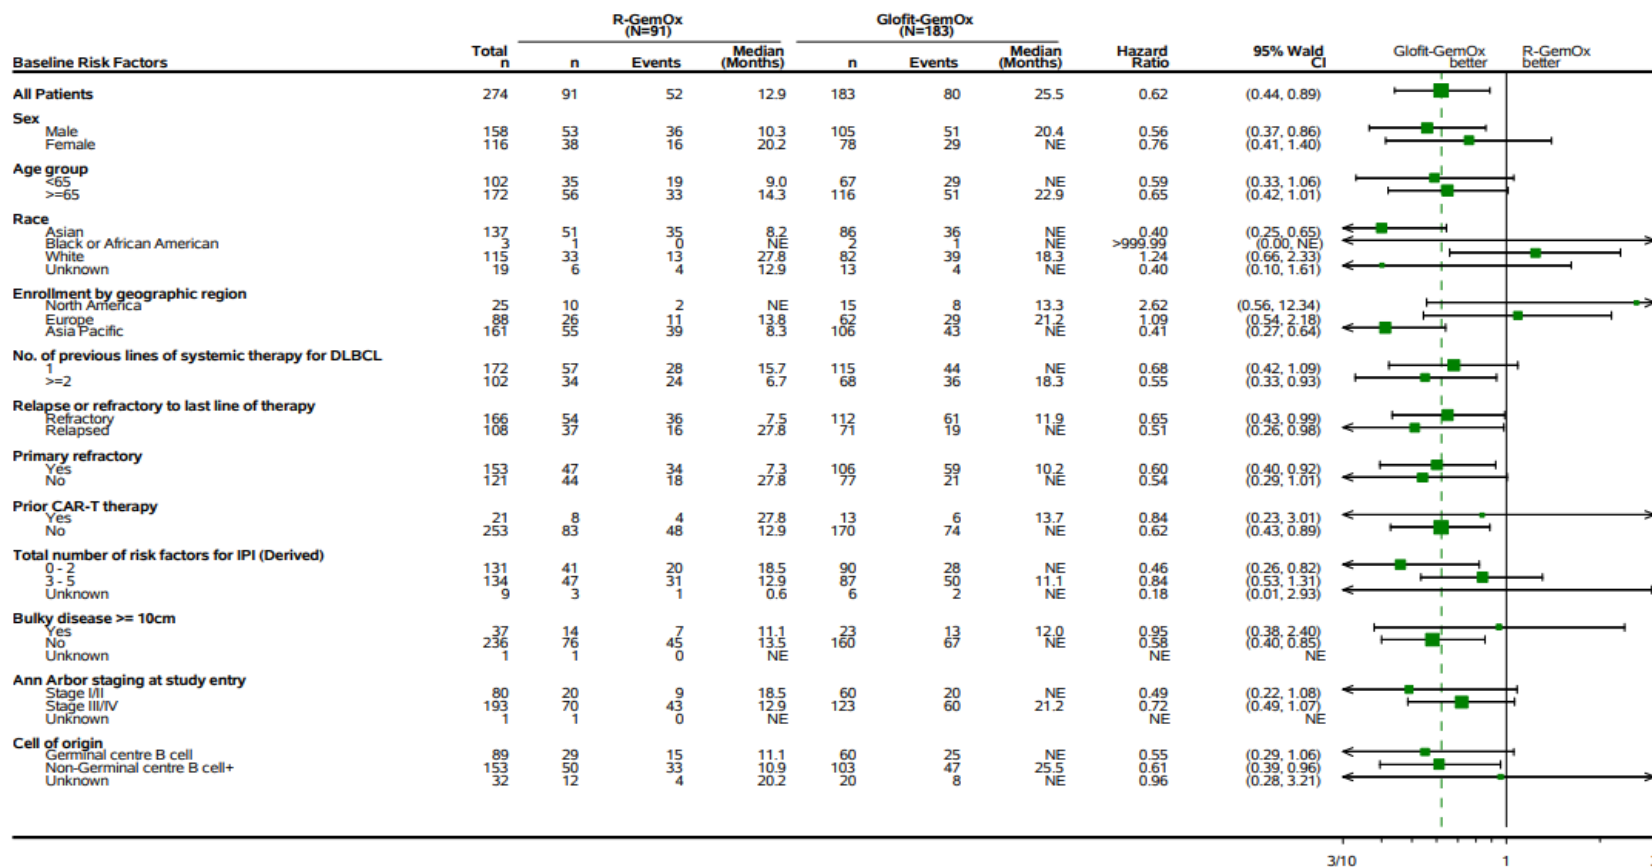 R-GemOx Glofit-GemOx
(N=91) (N=183)
Total Median Median Hazard 95% Wald Glofit-GemOx R-GemOx
Baseline Risk Factors n n Events (Months) n Events (Months) Ratio CI better better
All Patients 274 91 52 12.9 183 80 25.5 0.62 (0.44, 0.89)
Sex
Male 158 53 36 10.3 105 51 20.4 0.56 (0.37, 0.86)
Female 116 38 16 20.2 78 29 NE 0.76 (0.41, 1.40)
Age group
<65 102 35 19 9.0 67 29 NE 0.59 (0.33, 1.06)
>=65 172 56 33 14.3 116 51 22.9 0.65 (0.42, 1.01)
Race
Asian 137 51 35 8.2 86 36 NE 0.40 (0.25, 0.65)
Black or African American 3 1 0 NE 2 1 NE >999.99 (0.00, NE)
White 115 33 13 27.8 82 39 18.3 1.24 (0.66, 2.33)
Unknown 19 6 4 12.9 13 4 NE 0.40 (0.10, 1.61)
Enrollment by geographic region
North America 25 10 2 NE 15 8 13.3 2.62 (0.56, 12.34)
Europe 88 26 11 13.8 62 29 21.2 1.09 (0.54, 2.18)
Asia Pacific 161 55 39 8.3 106 43 NE 0.41 (0.27, 0.64)
No. of previous lines of systemic therapy for DLBCL
1 172 57 28 15.7 115 44 NE 0.68 (0.42, 1.09)
>=2 102 34 24 6.7 68 36 18.3 0.55 (0.33, 0.93)
Relapse or refractory to last line of therapy
Refractory 166 54 36 7.5 112 61 11.9 0.65 (0.43, 0.99)
Relapsed 108 37 16 27.8 71 19 NE 0.51 (0.26, 0.98)
Primary refractory
Yes 153 47 34 7.3 106 59 10.2 0.60 (0.40, 0.92)
No 121 44 18 27.8 77 21 NE 0.54 (0.29, 1.01)
Prior CAR-T therapy
Yes 21 8 4 27.8 13 6 13.7 0.84 (0.23, 3.01)
No 253 83 48 12.9 170 74 NE 0.62 (0.43, 0.89)
Total number of risk factors for IPI (Derived)
0 - 2 131 41 20 18.5 90 28 NE 0.46 (0.26, 0.82)
3 - 5 134 47 31 12.9 87 50 11.1 0.84 (0.53, 1.31)
Unknown 9 3 1 0.6 6 2 NE 0.18 (0.01, 2.93)
Bulky disease >= 10cm
Yes 37 14 7 11.1 23 13 12.0 0.95 (0.38, 2.40)
No 236 76 45 13.5 160 67 NE 0.58 (0.40, 0.85)
Unknown 1 1 0 NE NE NE
Ann Arbor staging at study entry
Stage I/II 80 20 9 18.5 60 20 NE 0.49 (0.22, 1.08)
Stage III/IV 193 70 43 12.9 123 60 21.2 0.72 (0.49, 1.07)
Unknown 1 1 0 NE NE NE
Cell of origin
Germinal centre B cell 89 29 15 11.1 60 25 NE 0.55 (0.29, 1.06)
Non-Germinal centre B cell+ 153 50 33 10.9 103 47 25.5 0.61 (0.39, 0.96)
Unknown 32 12 4 20.2 20 8 NE 0.96 (0.28, 3.21)
3/10 1